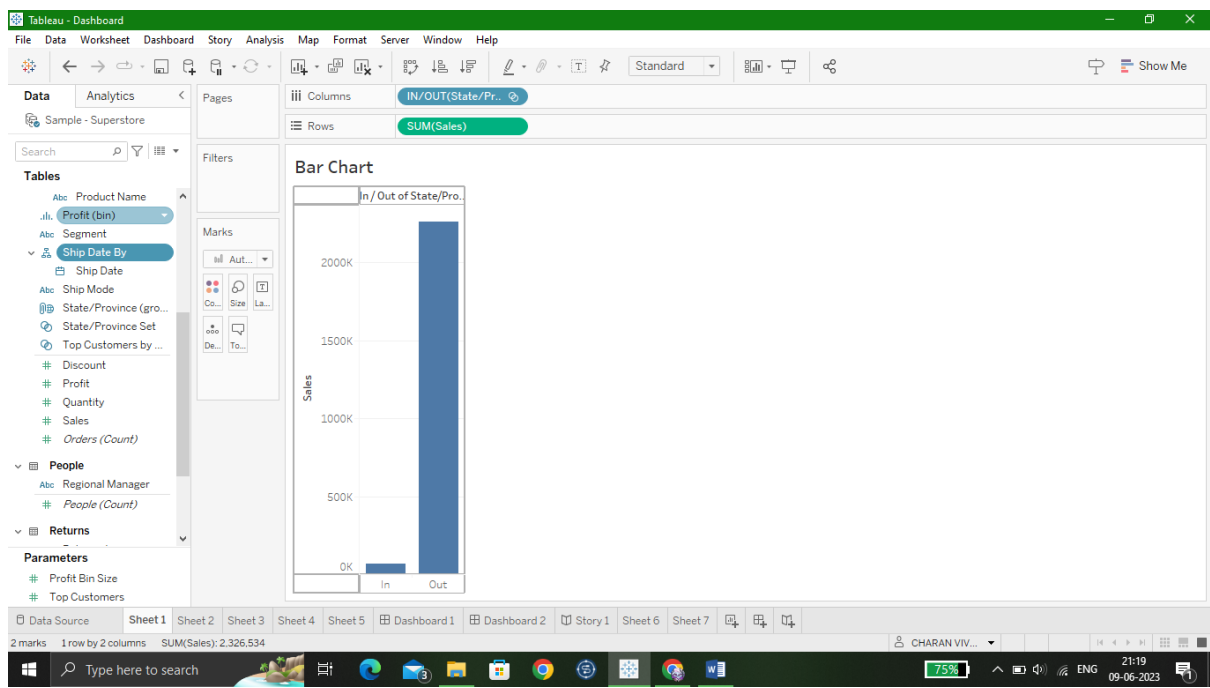 Tableau - Dashboard
File Data Worksheet Dashboard Story Analysis Map Format Server Window Help
Standard
Show Me
Data Analytics
Sample - Superstore
Search
Tables
Abc Product Name
Profit (bin)
Abc Segment
Ship Date By
Ship Date
Abc Ship Mode
State/Province (gro...
State/Province Set
Top Customers by ...
# Discount
# Profit
# Quantity
# Sales
# Orders (Count)
People
Abc Regional Manager
# People (Count)
Returns
Parameters
# Profit Bin Size
# Top Customers
Pages
Filters
Marks
Aut...
Co... Size La...
De... To...
iii Columns IN/OUT(State/Pr..
Rows SUM(Sales)
Bar Chart
In / Out of State/Pro..
2000K
1500K
1000K
500K
0K
Sales
In Out
Data Source Sheet 1 Sheet 2 Sheet 3 Sheet 4 Sheet 5 Dashboard 1 Dashboard 2 Story 1 Sheet 6 Sheet 7
2 marks 1 row by 2 columns SUM(Sales): 2,326,534
CHARAN VIV...
Type here to search
3
75%
ENG
21:19
09-06-2023
1